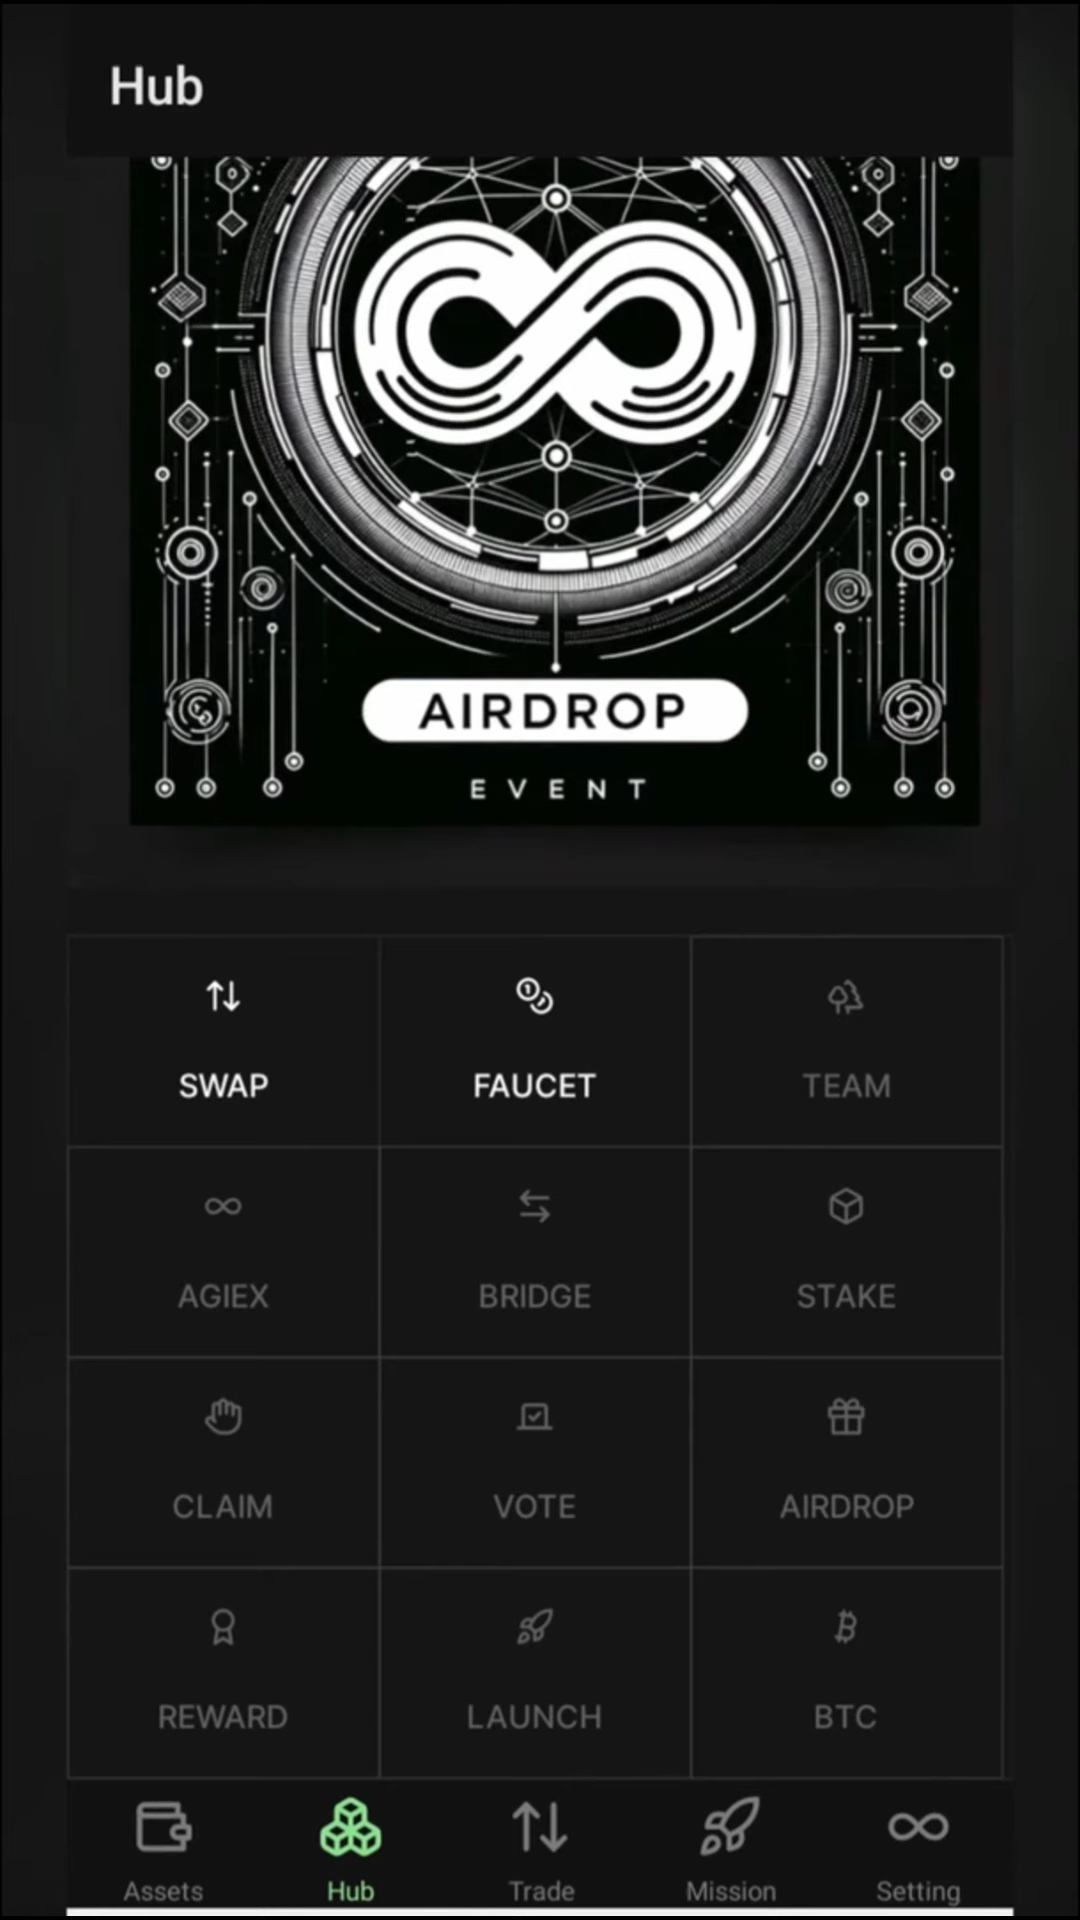 Hub
AIRDROP
EVENT
SWAP
FAUCET
TEAM
AGIEX
BRIDGE
STAKE
CLAIM
VOTE
AIRDROP
REWARD
LAUNCH
BTC
Assets
Hub
Trade
Mission
Setting